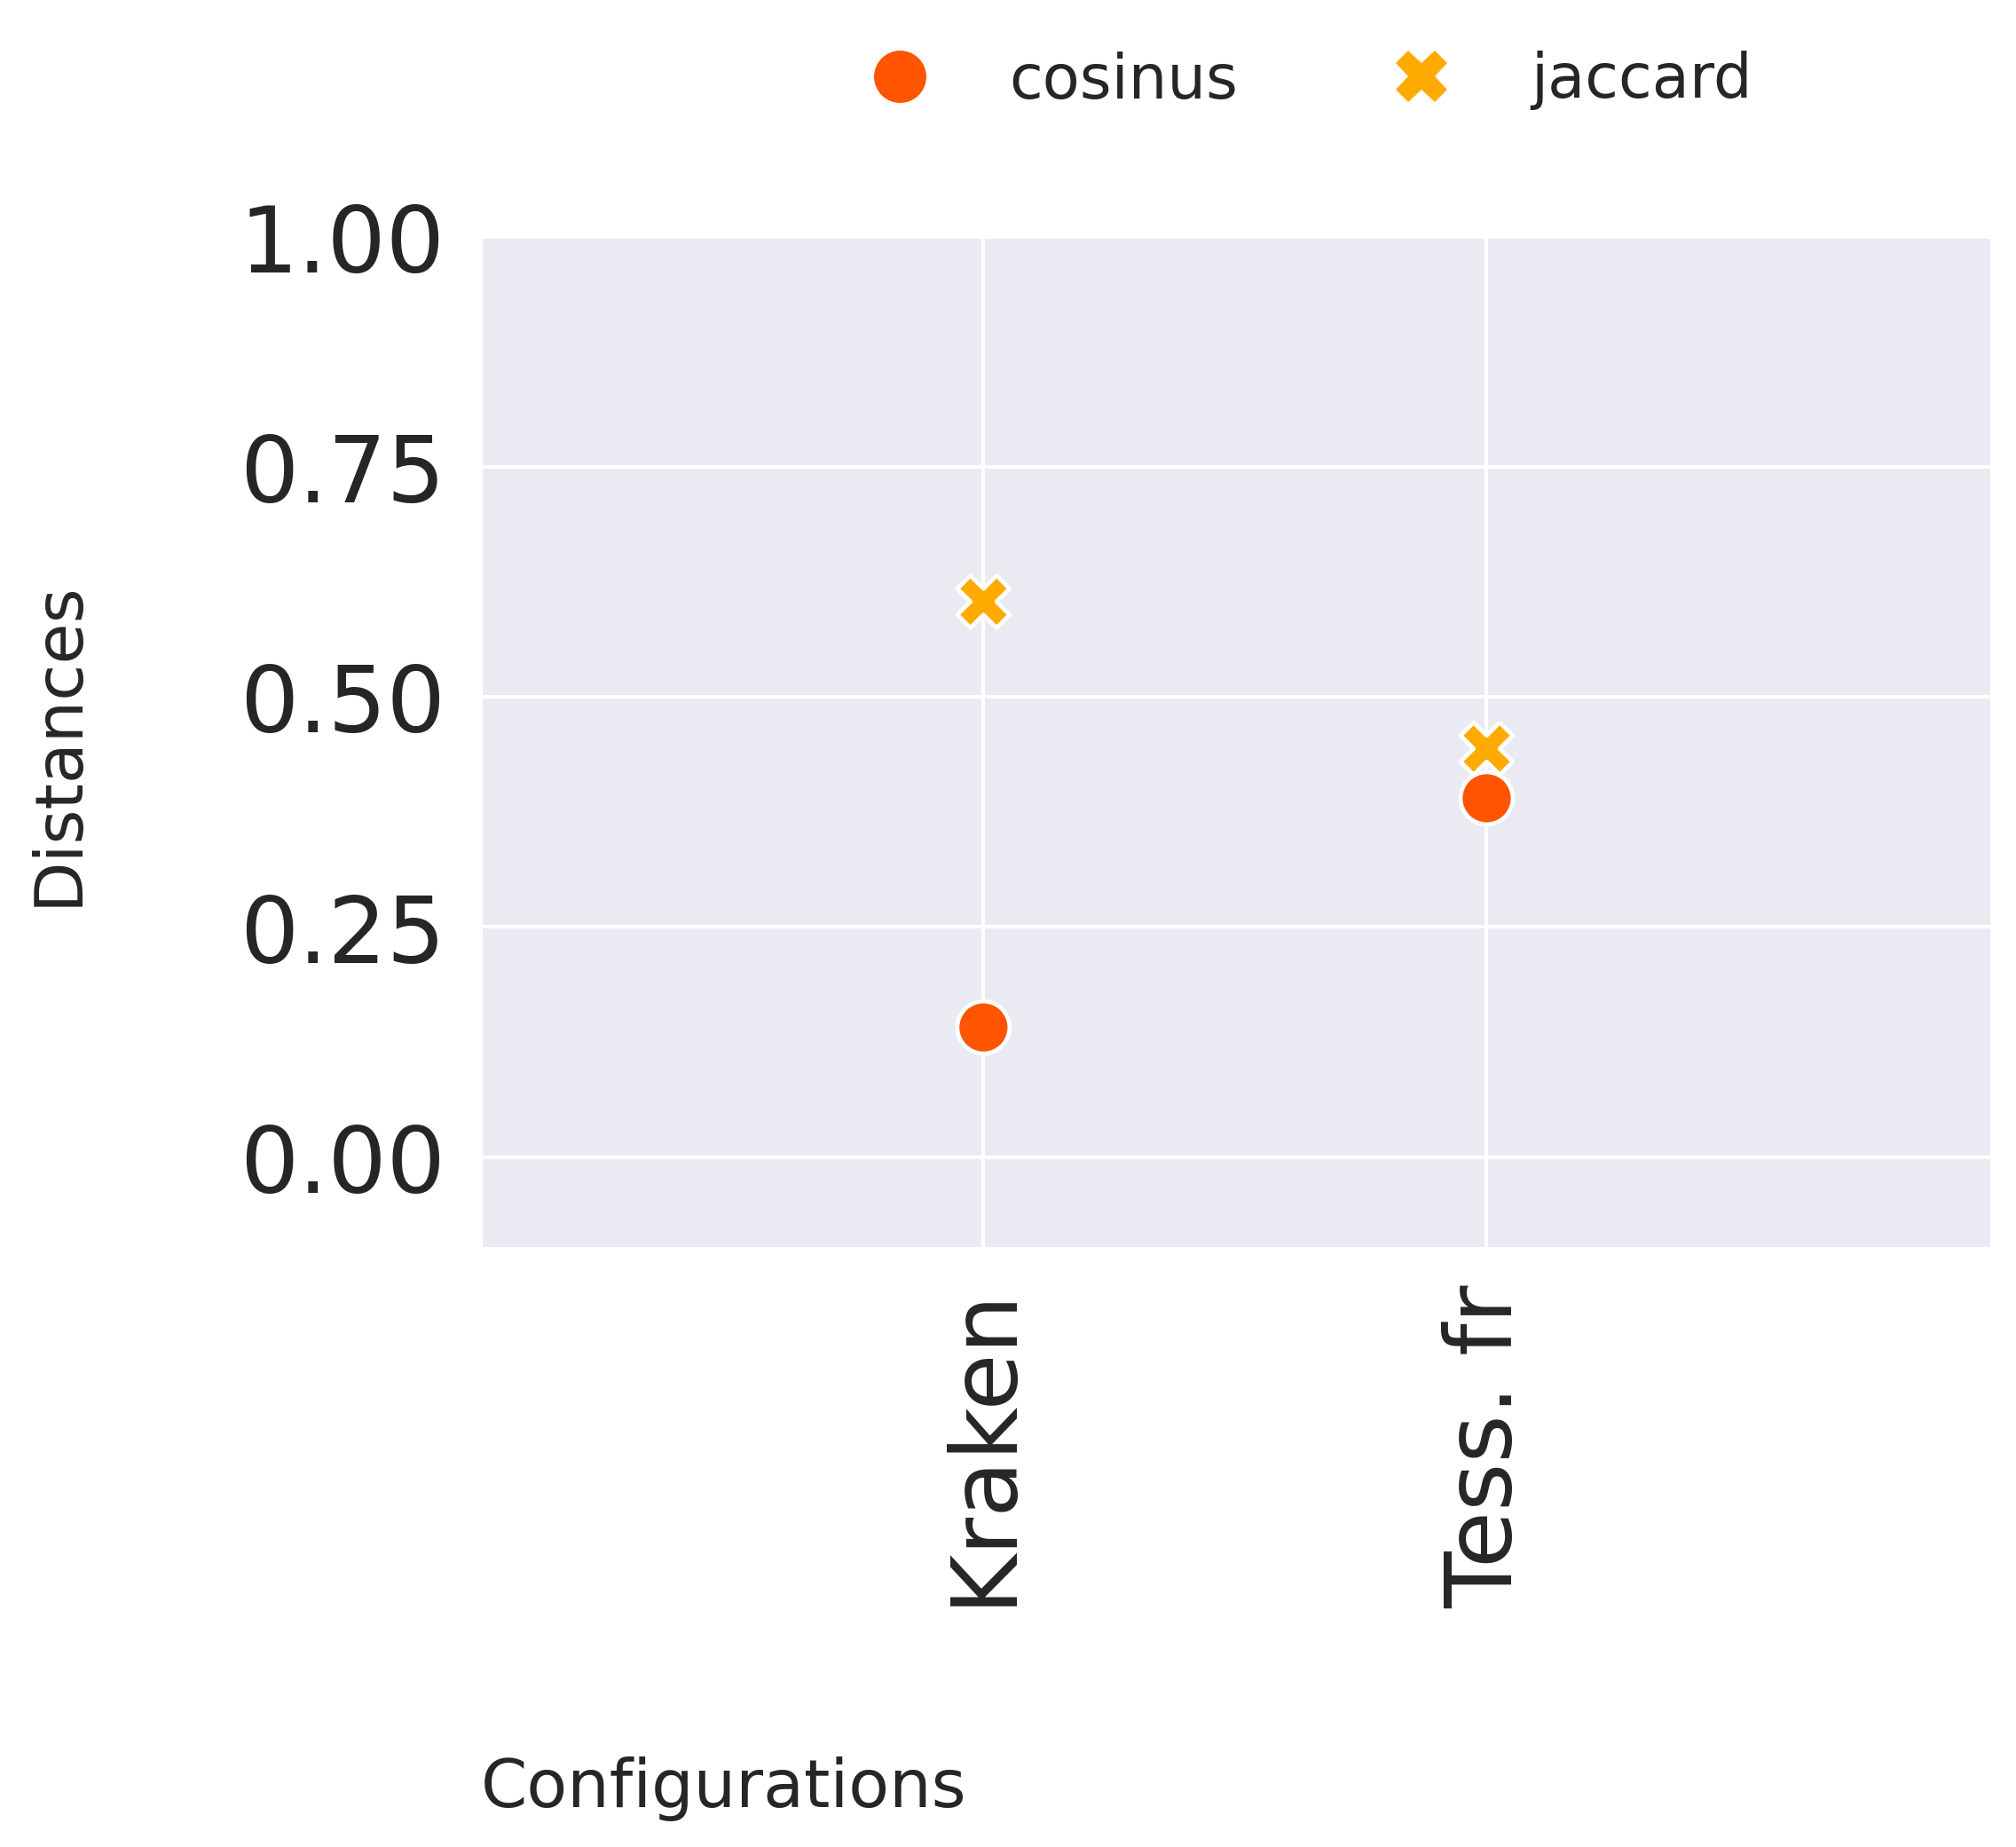 cosinus jaccard
1.00
0.75
0.50
0.25
0.00
Distances
Kraken
Tess. fr
Configurations